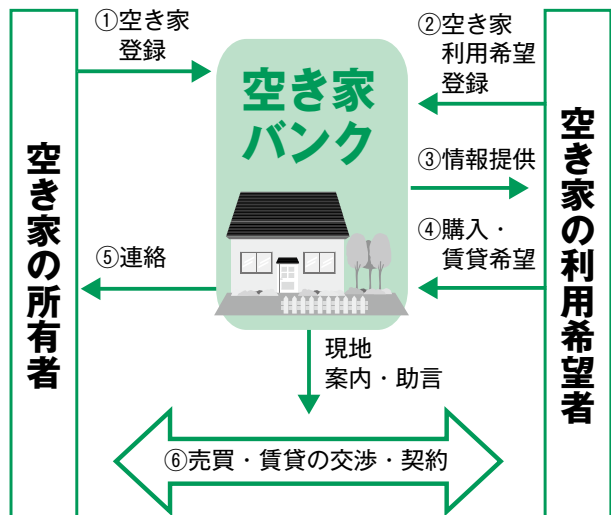 ①空き家
登録
空き家
バンク
②空き家
利用希望
登録
③情報提供
④購入・
賃貸希望
⑤連絡
現地
案内・助言
⑥売買・賃貸の交渉・契約
空き家の所有者
空き家の利用希望者